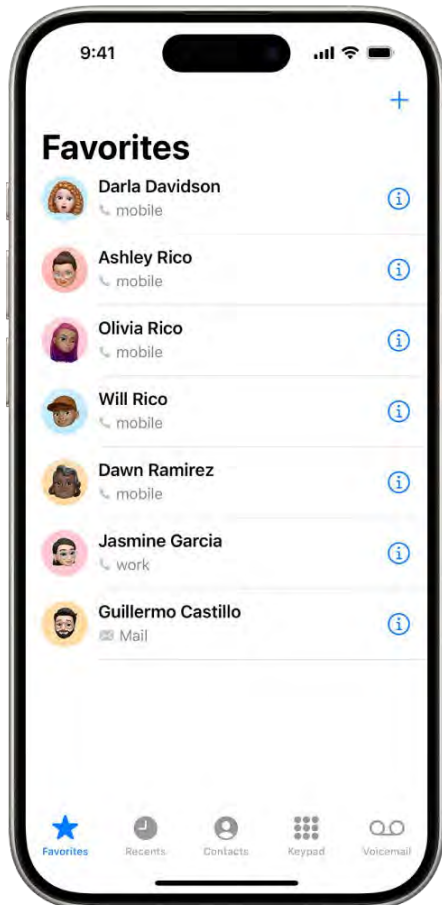 9:41
Favorites
Darla Davidson
mobile
Ashley Rico
mobile
Olivia Rico
mobile
Will Rico
mobile
Dawn Ramirez
mobile
Jasmine Garcia
work
Guillermo Castillo
Mail
Favorites Recents Contacts Keypad Voicemail